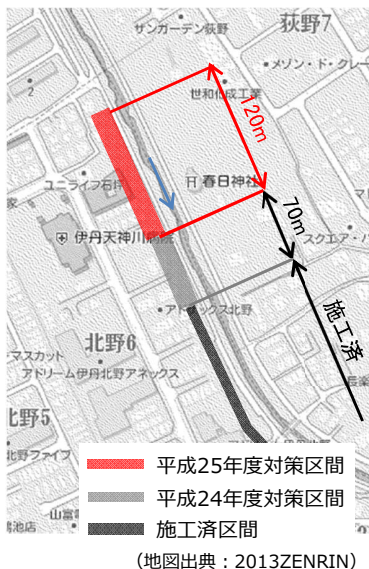 サンガーデン荻野
荻野7
メゾン・ド・クレー
2
世和化成工業
120m
ユニライフ石坪
春日神社
70m
伊丹天神川病院
スクエア・パ
施工済
アドミックス北野
北野6
マスカット
アドリーム伊丹北野アネックス
北野5
北野ファイブ
平成25年度対策区間
平成24年度対策区間
施工済区間
（地図出典：2013ZENRIN）